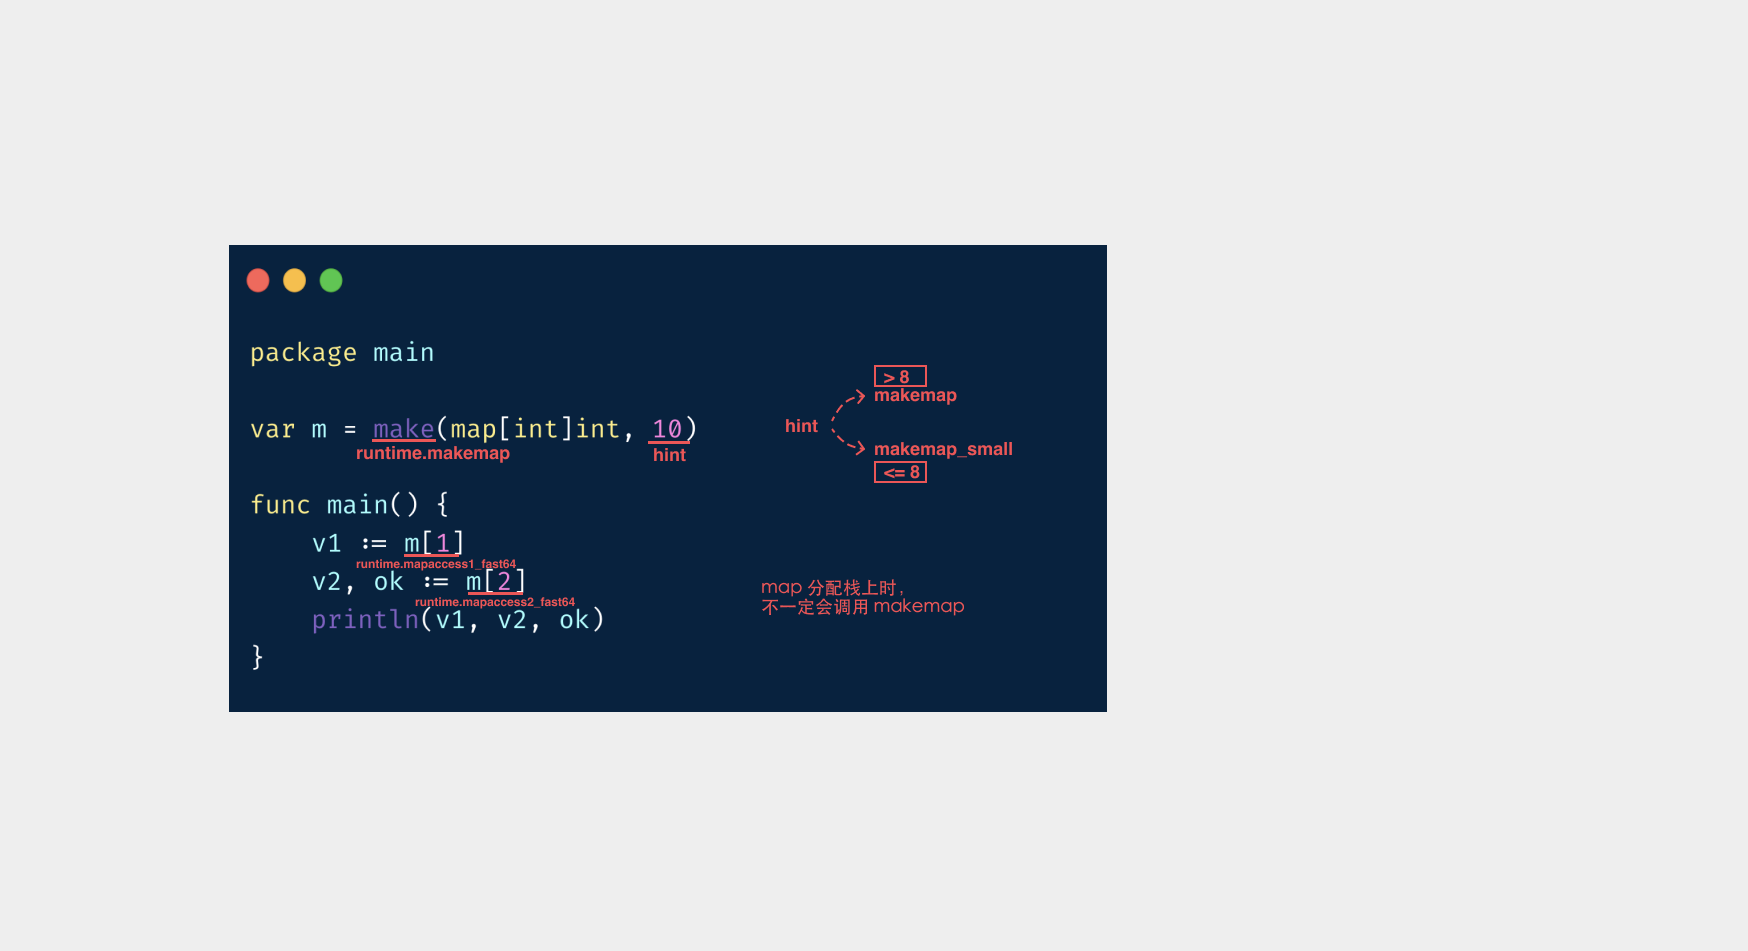 package main
> 8
makemap
var m = make(map[int]int, 10)
hint
runtime.makemap
hint
makemap_small
<= 8
func main() {
v1 := m[1]
runtime.mapaccess1_fast64
v2, ok := m[2]
runtime.mapaccess2_fast64
map 分配栈上时,
不一定会调用 makemap
println(v1, v2, ok)
}